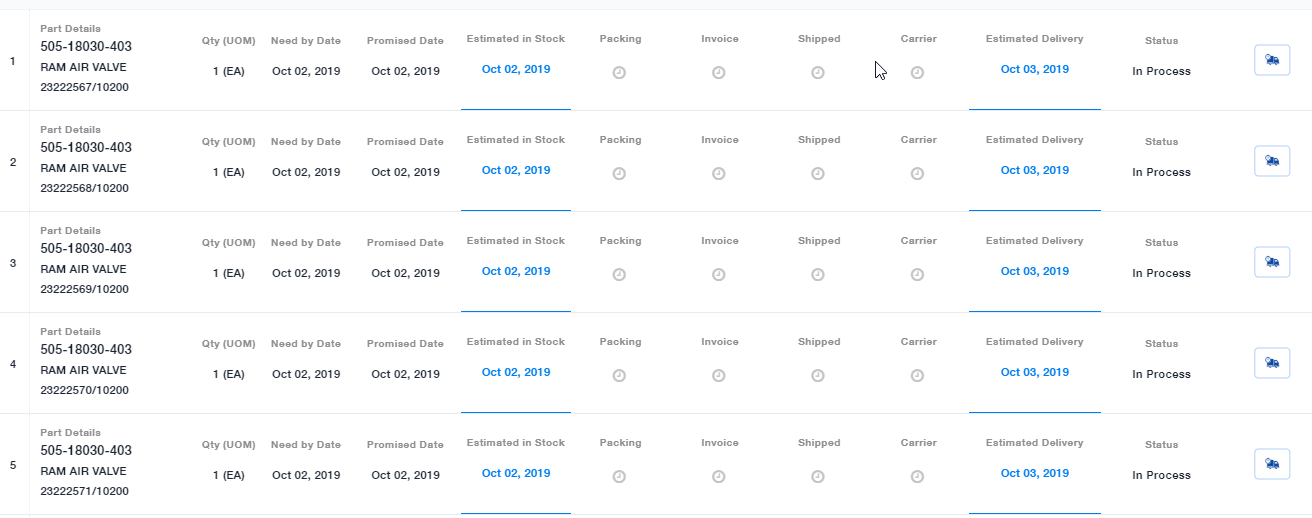 1
Part Details
505-18030-403
RAM AIR VALVE
23222567/10200
Qty (UOM) Need by Date Promised Date Estimated in Stock Packing Invoice Shipped Carrier Estimated Delivery Status
1 (EA) Oct 02, 2019 Oct 02, 2019 Oct 02, 2019 Oct 03, 2019 In Process
2
Part Details
505-18030-403
RAM AIR VALVE
23222568/10200
Qty (UOM) Need by Date Promised Date Estimated in Stock Packing Invoice Shipped Carrier Estimated Delivery Status
1 (EA) Oct 02, 2019 Oct 02, 2019 Oct 02, 2019 Oct 03, 2019 In Process
3
Part Details
505-18030-403
RAM AIR VALVE
23222569/10200
Qty (UOM) Need by Date Promised Date Estimated in Stock Packing Invoice Shipped Carrier Estimated Delivery Status
1 (EA) Oct 02, 2019 Oct 02, 2019 Oct 02, 2019 Oct 03, 2019 In Process
4
Part Details
505-18030-403
RAM AIR VALVE
23222570/10200
Qty (UOM) Need by Date Promised Date Estimated in Stock Packing Invoice Shipped Carrier Estimated Delivery Status
1 (EA) Oct 02, 2019 Oct 02, 2019 Oct 02, 2019 Oct 03, 2019 In Process
5
Part Details
505-18030-403
RAM AIR VALVE
23222571/10200
Qty (UOM) Need by Date Promised Date Estimated in Stock Packing Invoice Shipped Carrier Estimated Delivery Status
1 (EA) Oct 02, 2019 Oct 02, 2019 Oct 02, 2019 Oct 03, 2019 In Process